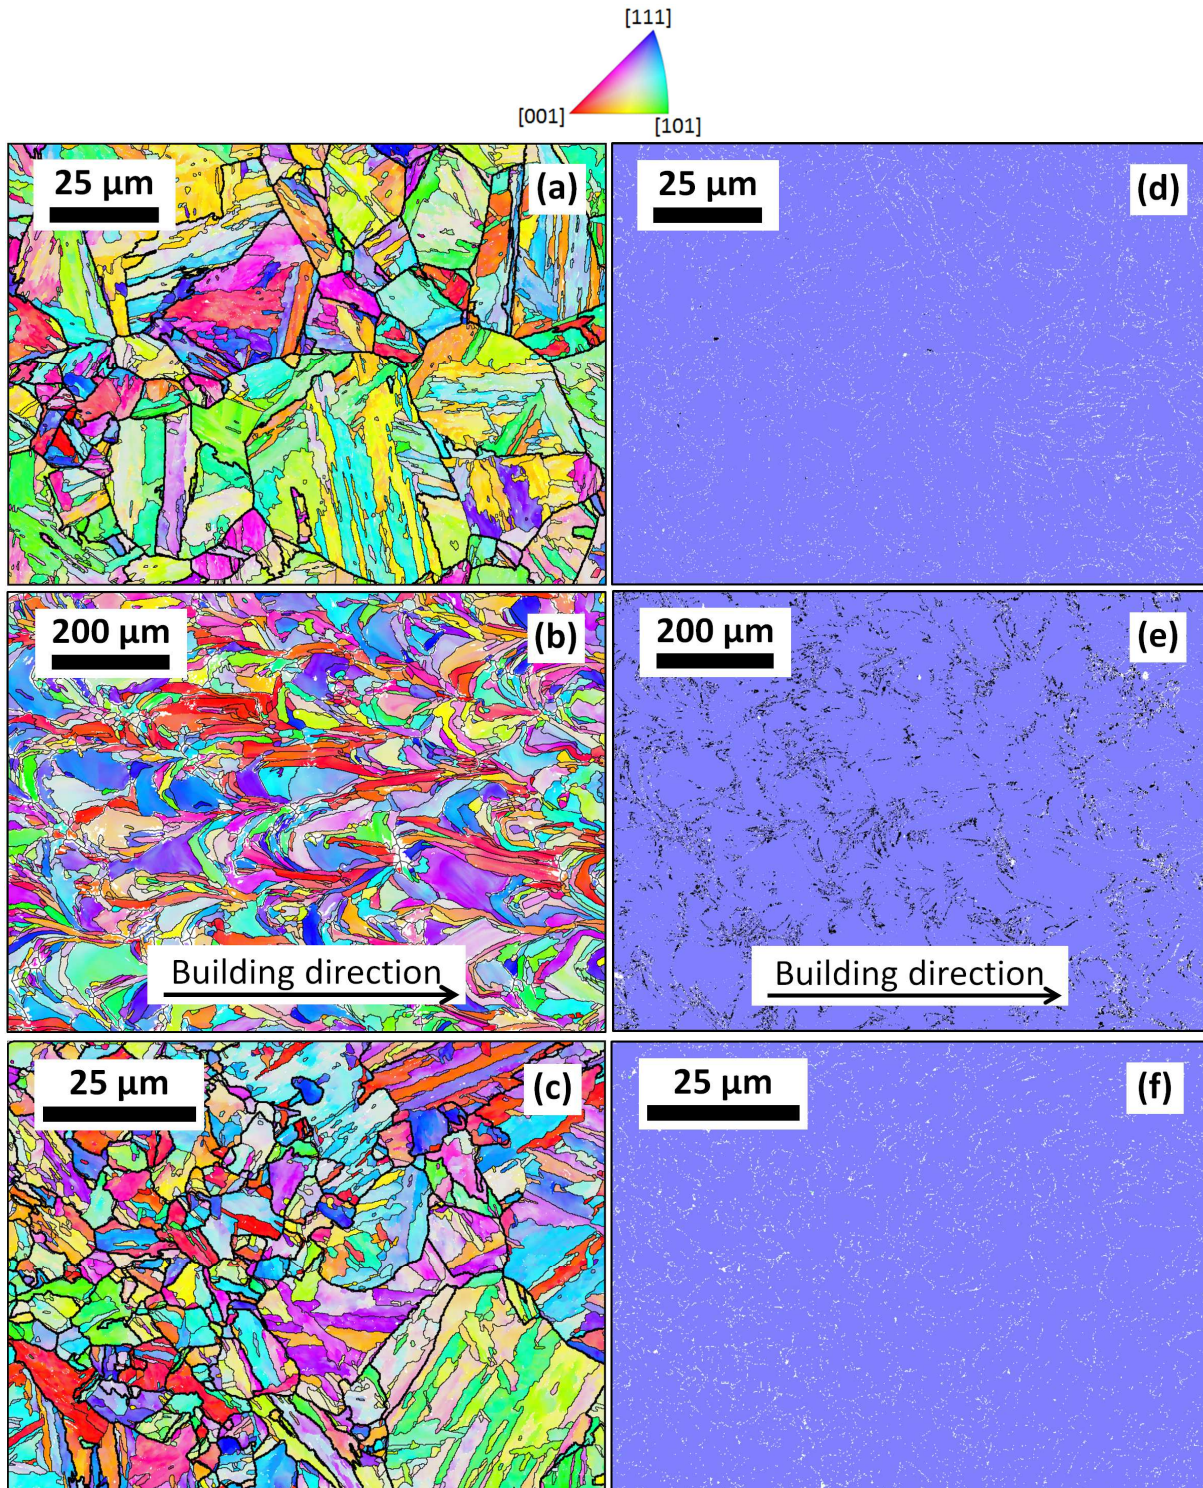 [111]
[001]
[101]
25 µm
(a)
25 µm
(d)
200 µm
(b)
Building direction
200 µm
(e)
Building direction
25 µm
(c)
25 µm
(f)